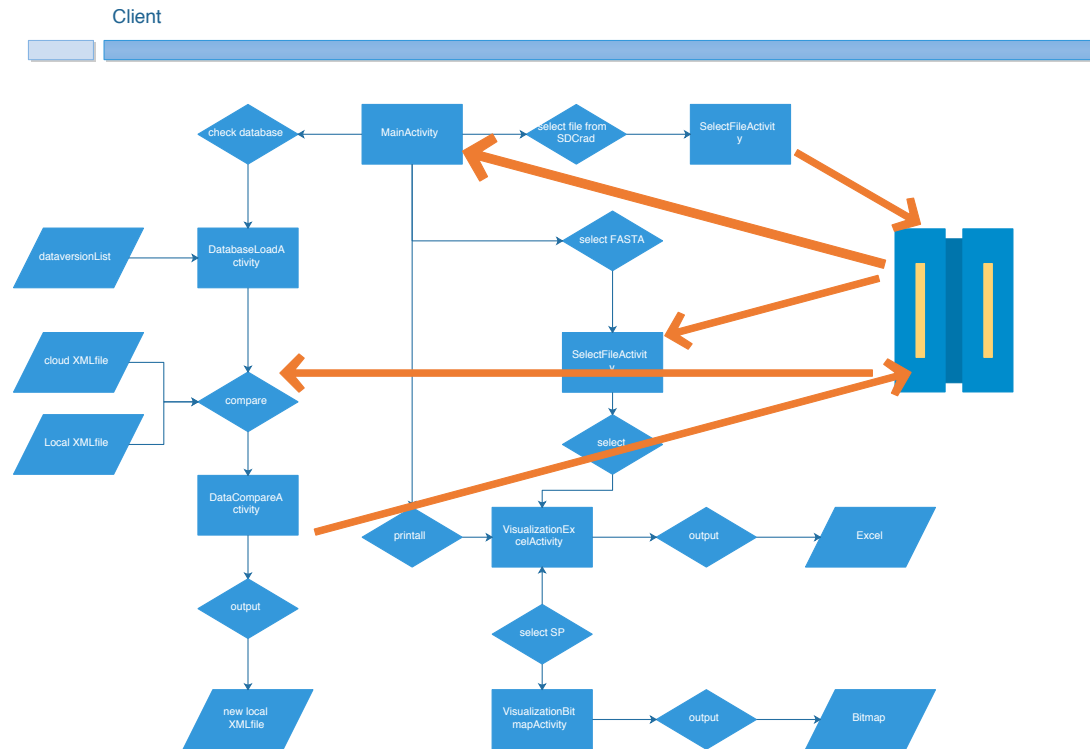 Client
check database
MainActivity
select file from
SDCrad
SelectFileActivit
y
select FASTA
dataversionList
DatabaseLoadA
ctivity
cloud XMLfile
SelectFileActivit
y
compare
Local XMLfile
select
DataCompareA
ctivity
printall
VisualizationEx
celActivity
output
Excel
output
select SP
new local
XMLfile
VisualizationBit
mapActivity
output
Bitmap